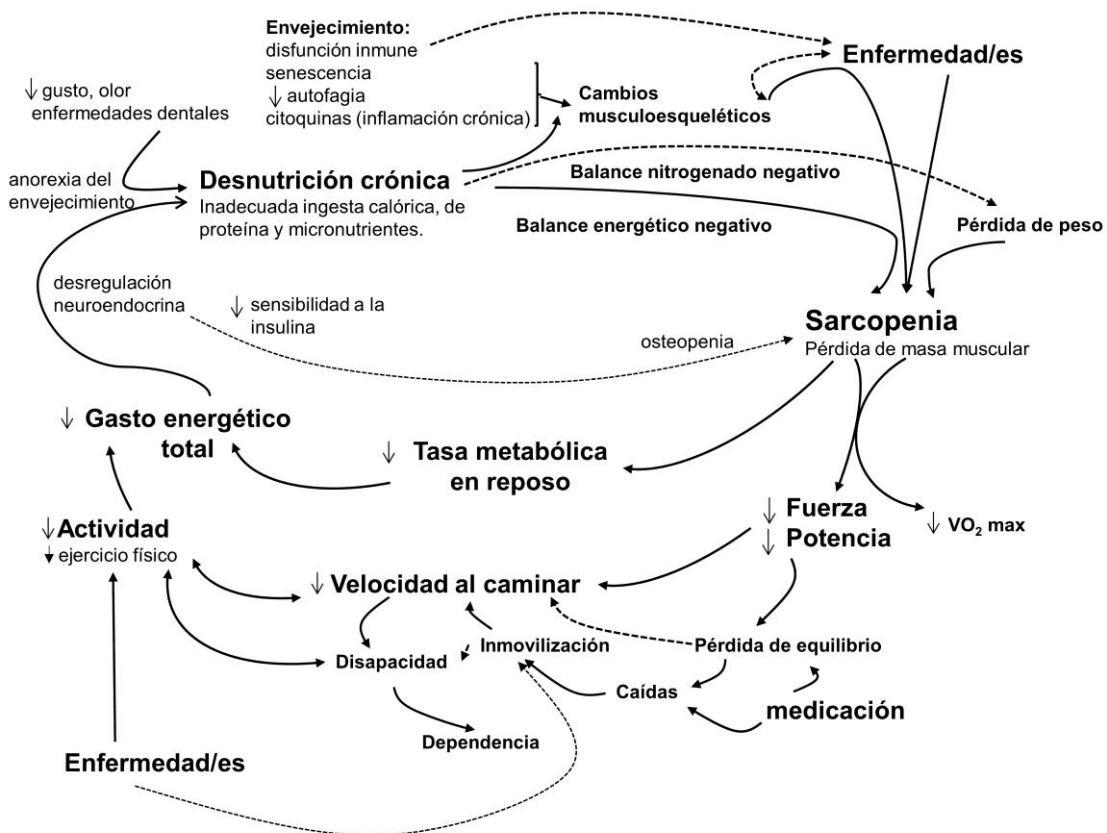 Envejecimiento:
disfunción inmune
senescencia
↓ autofagia
citoquinas (inflamación crónica)
Enfermedad/es
↓ gusto, olor
enfermedades dentales
Cambios
musculoesqueléticos
anorexia del
envejecimiento
Desnutrición crónica
Inadecuada ingesta calórica, de
proteína y micronutrientes.
Balance nitrogenado negativo
Balance energético negativo
Pérdida de peso
desregulación
neuroendocrina
↓ sensibilidad a la
insulina
osteopenia
Sarcopenia
Pérdida de masa muscular
↓ Gasto energético
total
↓ Tasa metabólica
en reposo
↓ Fuerza
↓ Potencia
↓ VO₂ max
↓ Actividad
↓ ejercicio físico
↓ Velocidad al caminar
Disapacidad
Inmovilización
Pérdida de equilibrio
Caídas
medicación
Dependencia
Enfermedad/es